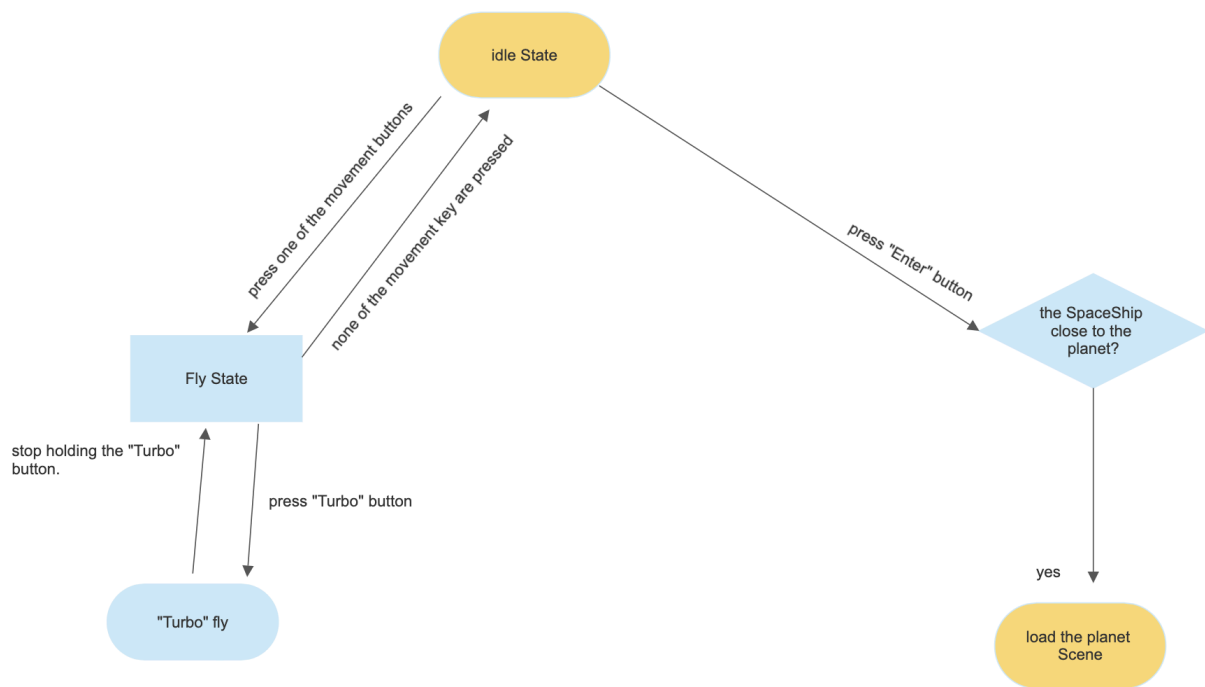 idle State
press one of the movement buttons
none of the movement key are pressed
press "Enter" button
the SpaceShip
close to the
planet?
Fly State
stop holding the "Turbo"
button.
press "Turbo" button
yes
"Turbo" fly
load the planet
Scene